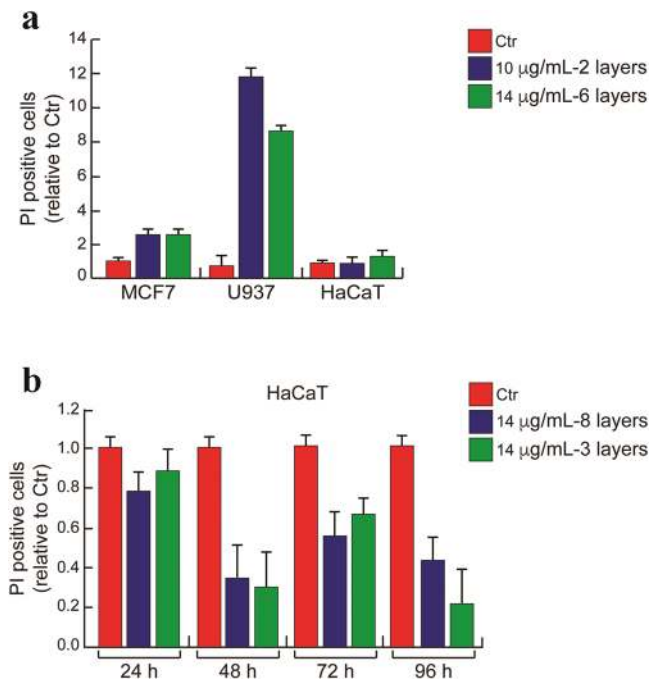 a
Ctr
10 µg/mL-2 layers
14 µg/mL-6 layers
PI positive cells
(relative to Ctr)
14
12
10
8
6
4
2
0
MCF7 U937 HaCaT
b
HaCaT
Ctr
14 µg/mL-8 layers
14 µg/mL-3 layers
PI positive cells
(relative to Ctr)
1.2
1.0
0.8
0.6
0.4
0.2
0.0
24 h 48 h 72 h 96 h